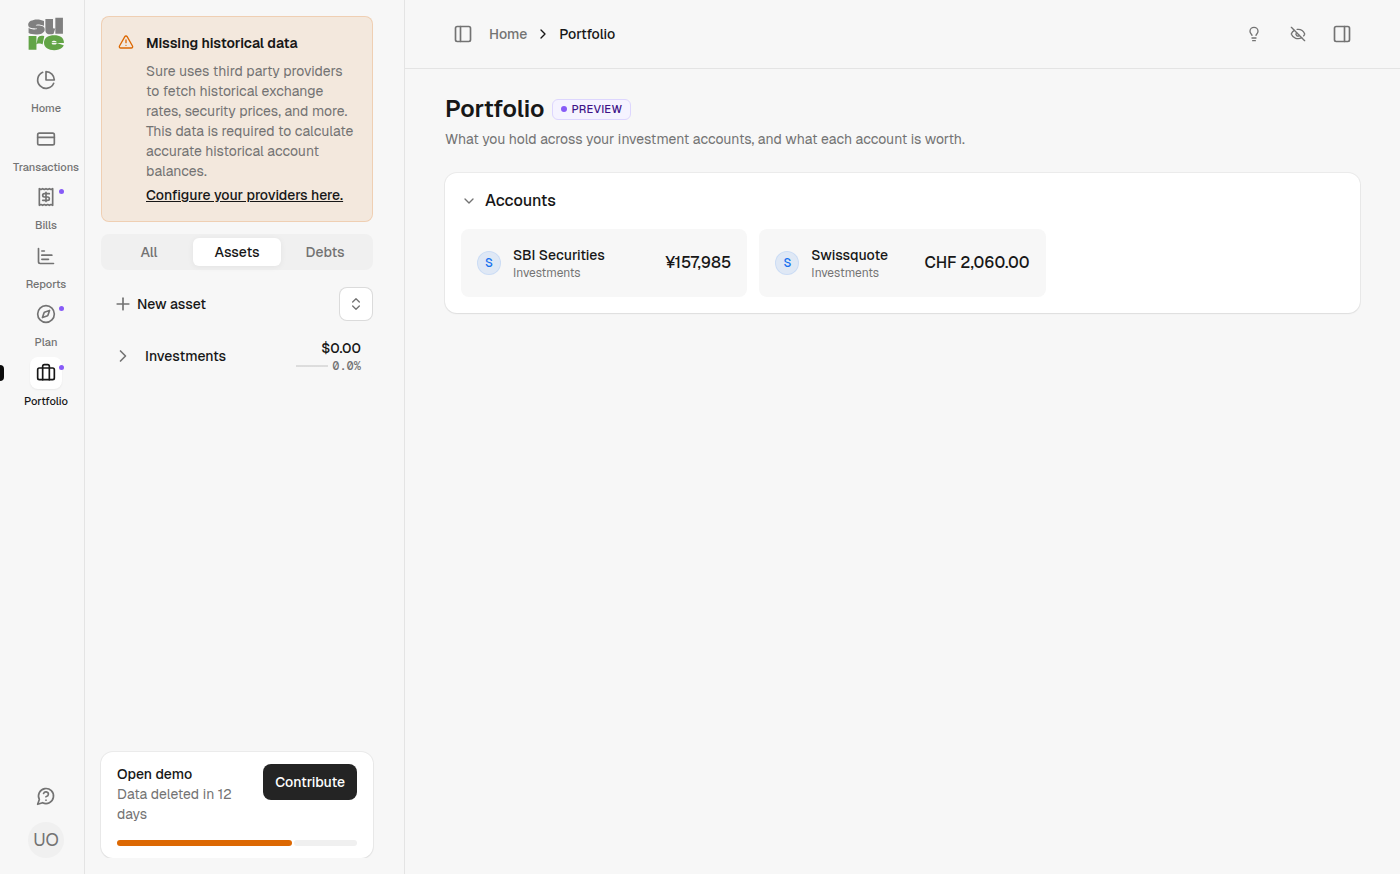 sure
Home
Transactions
Bills
Reports
Plan
Portfolio
UO
Missing historical data
Sure uses third party providers
to fetch historical exchange
rates, security prices, and more.
This data is required to calculate
accurate historical account
balances.
Configure your providers here.
All
Assets
Debts
New asset
Investments
$0.00
0.0%
Open demo
Data deleted in 12
days
Contribute
Home
Portfolio
Portfolio
PREVIEW
What you hold across your investment accounts, and what each account is worth.
Accounts
S
SBI Securities
Investments
¥157,985
S
Swissquote
Investments
CHF 2,060.00